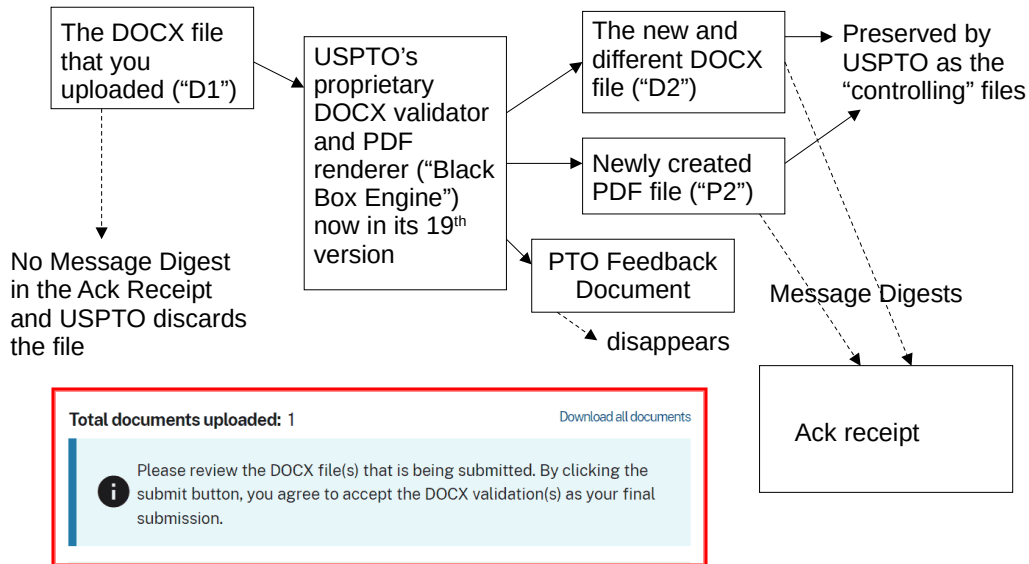 The DOCX file
that you
uploaded (“D1”)
USPTO’s
proprietary
DOCX validator
and PDF
renderer (“Black
Box Engine”)
now in its 19th
version
The new and
different DOCX
file (“D2”)
Preserved by
USPTO as the
“controlling” files
Newly created
PDF file (“P2”)
No Message Digest
in the Ack Receipt
and USPTO discards
the file
PTO Feedback
Document
disappears
Message Digests
Ack receipt
Total documents uploaded: 1
Download all documents
Please review the DOCX file(s) that is being submitted. By clicking the
submit button, you agree to accept the DOCX validation(s) as your final
submission.